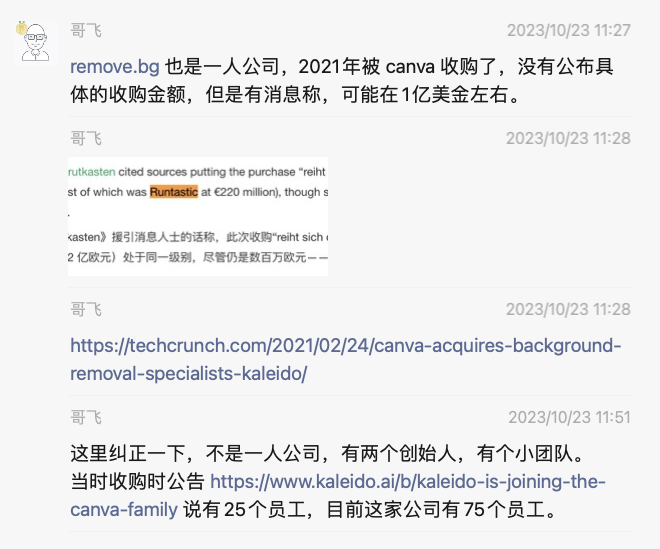 哥飞 2023/10/23 11:27
remove.bg 也是一人公司，2021年被 canva 收购了，没有公布具
体的收购金额，但是有消息称，可能在1亿美金左右。
哥飞 2023/10/23 11:28
rutkasten cited sources putting the purchase “reiht
st of which was Runtastic at €220 million), though s
.
kasten》援引消息人士的话称，此次收购“reiht sich
2 亿欧元）处于同一级别，尽管仍是数百万欧元——
哥飞 2023/10/23 11:28
https://techcrunch.com/2021/02/24/canva-acquires-background-
removal-specialists-kaleido/
哥飞 2023/10/23 11:51
这里纠正一下，不是一人公司，有两个创始人，有个小团队。
当时收购时公告 https://www.kaleido.ai/b/kaleido-is-joining-the-
canva-family 说有25个员工，目前这家公司有75个员工。